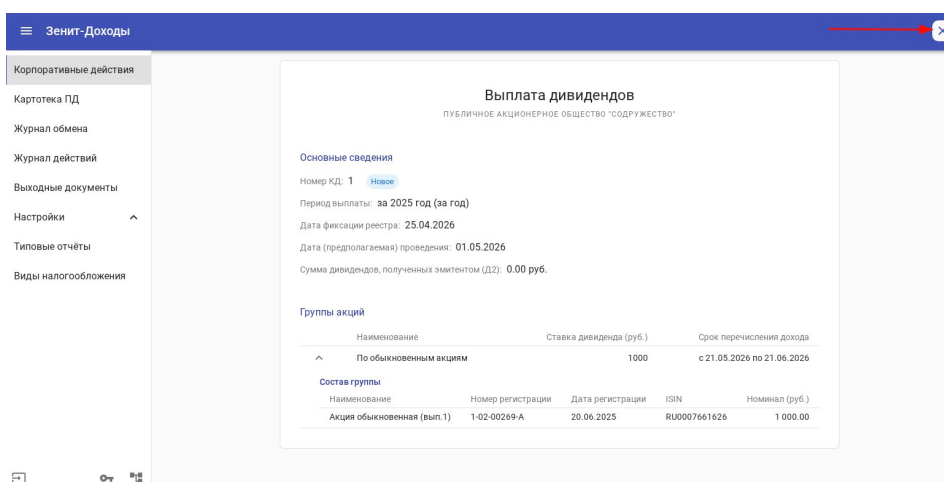 Зенит-Доходы
Корпоративные действия
Картотека ПД
Журнал обмена
Журнал действий
Выходные документы
Настройки
Типовые отчёты
Виды налогообложения
Выплата дивидендов
ПУБЛИЧНОЕ АКЦИОНЕРНОЕ ОБЩЕСТВО "СОДРУЖЕСТВО"
Основные сведения
Номер КД: 1 Новое
Период выплаты: за 2025 год (за год)
Дата фиксации реестра: 25.04.2026
Дата (предполагаемая) проведения: 01.05.2026
Сумма дивидендов, полученных эмитентом (Д2): 0.00 руб.
Группы акций
Наименование Ставка дивиденда (руб.) Срок перечисления дохода
По обыкновенным акциям 1000 с 21.05.2026 по 21.06.2026
Состав группы
Наименование Номер регистрации Дата регистрации ISIN Номинал (руб.)
Акция обыкновенная (вып.1) 1-02-00269-А 20.06.2025 RU0007661626 1 000.00